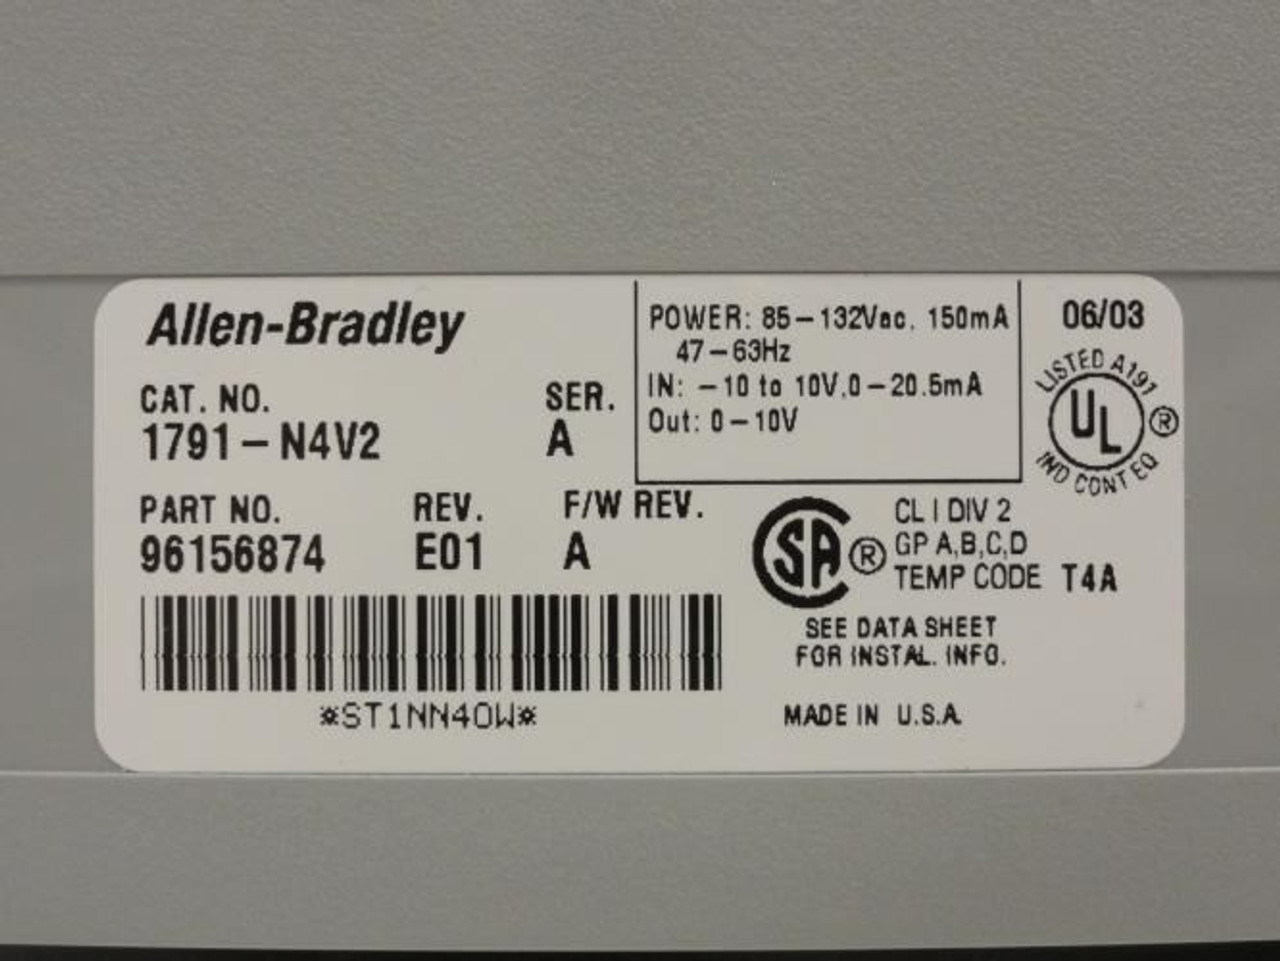 Allen-Bradley
CAT. NO. SER.
1791-N4V2 A
PART NO. REV. F/W REV.
96156874 E01 A
*ST1NN40W*
POWER: 85-132Vac, 150mA
47-63Hz
IN: -10 to 10V,0-20.5mA
Out: 0-10V
06/03
LISTED A191
UL ®
IND CONT EQ
SA ®
CL I DIV 2
GP A,B,C,D
TEMP CODE T4A
SEE DATA SHEET
FOR INSTAL. INFO.
MADE IN U.S.A.